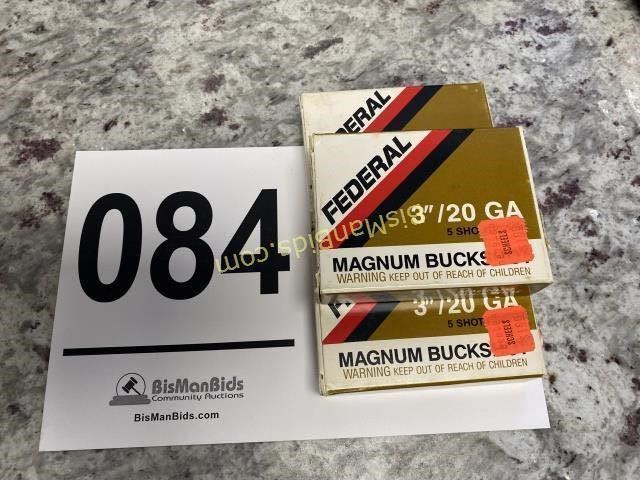 084
BisManBids
Community Auctions
BisManBids.com
BisManBids.com
FEDERAL
FEDERAL
3"/20 GA
5 SHOT
SCHEELS
MAGNUM BUCKSHOT
WARNING KEEP OUT OF REACH OF CHILDREN
3"/20 GA
5 SHOT
SCHEELS
MAGNUM BUCKSHOT
WARNING KEEP OUT OF REACH OF CHILDREN